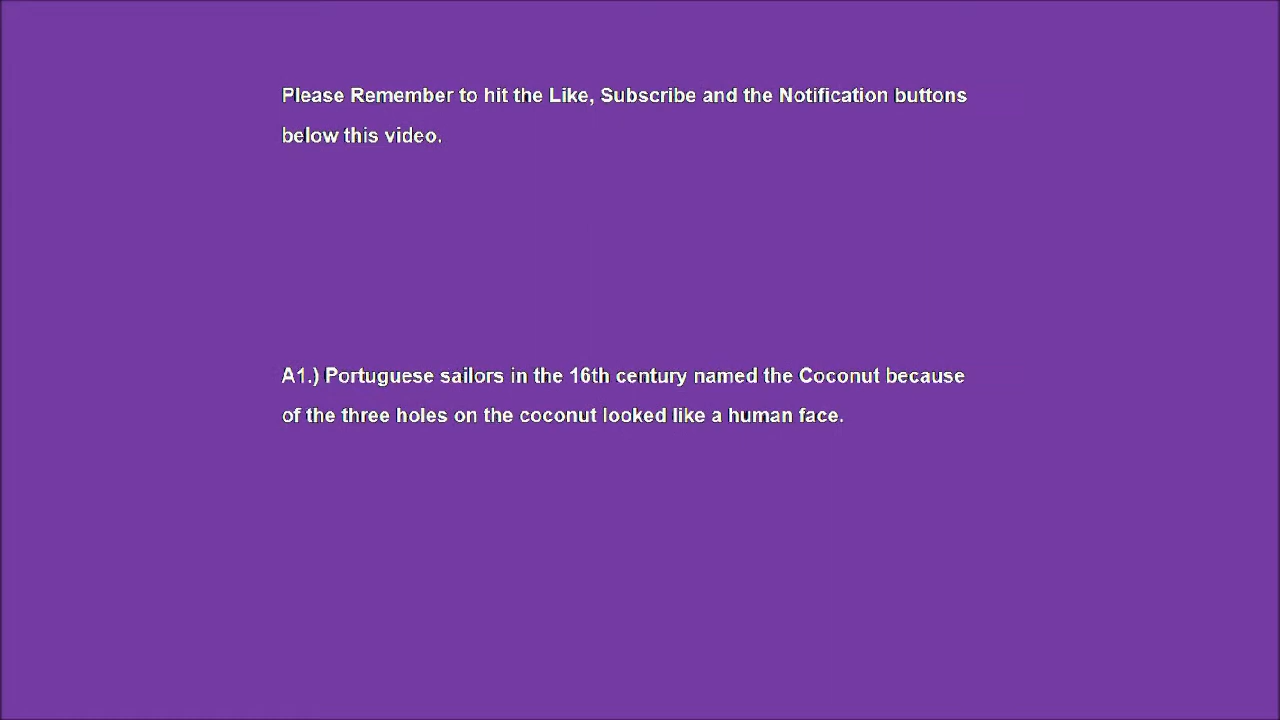 Please Remember to hit the Like, Subscribe and the Notification buttons
below this video.
A1.) Portuguese sailors in the 16th century named the Coconut because
of the three holes on the coconut looked like a human face.